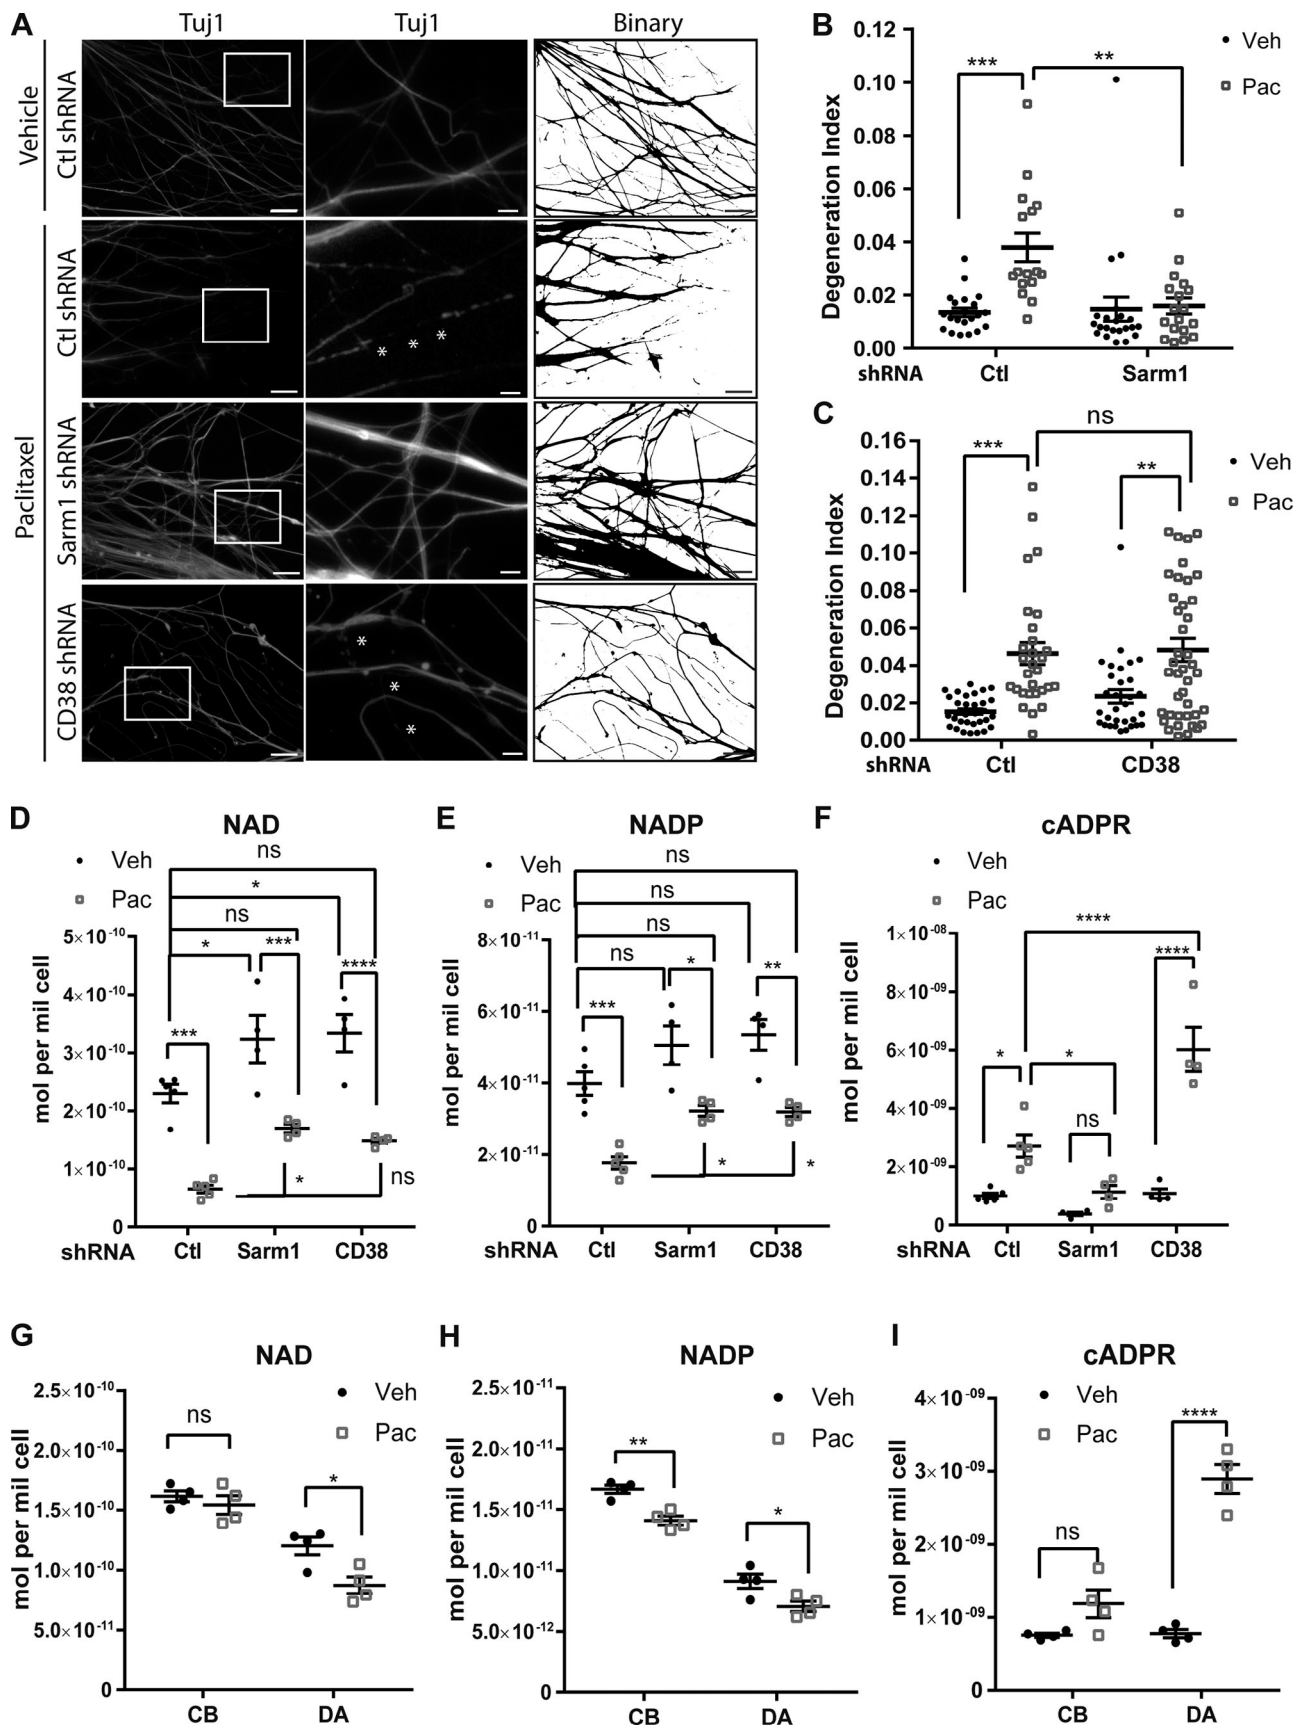 A
Tuj1
Tuj1
Binary
Vehicle
Ctl shRNA
Paclitaxel
Ctl shRNA
* * *
Sarm1 shRNA
CD38 shRNA
*
*
*
B
Degeneration Index
0.12
0.10
0.08
0.06
0.04
0.02
0.00
***
**
Veh
Pac
shRNA Ctl Sarm1
C
Degeneration Index
0.16
0.14
0.12
0.10
0.08
0.06
0.04
0.02
0.00
ns
***
**
Veh
Pac
shRNA Ctl CD38
D
NAD
Veh
Pac
mol per mil cell
5×10⁻¹⁰
4×10⁻¹⁰
3×10⁻¹⁰
2×10⁻¹⁰
1×10⁻¹⁰
0
ns
*
ns
* *** ****
***
* ns
shRNA Ctl Sarm1 CD38
E
NADP
Veh
Pac
mol per mil cell
8×10⁻¹¹
6×10⁻¹¹
4×10⁻¹¹
2×10⁻¹¹
0
ns
ns
ns
ns * **
***
* *
shRNA Ctl Sarm1 CD38
F
cADPR
Veh
Pac
mol per mil cell
1×10⁻⁰⁸
8×10⁻⁰⁹
6×10⁻⁰⁹
4×10⁻⁰⁹
2×10⁻⁰⁹
0
****
****
* *
ns
shRNA Ctl Sarm1 CD38
G
NAD
Veh
Pac
mol per mil cell
2.5×10⁻¹⁰
2.0×10⁻¹⁰
1.5×10⁻¹⁰
1.0×10⁻¹⁰
5.0×10⁻¹¹
0
ns
*
CB DA
H
NADP
Veh
Pac
mol per mil cell
2.5×10⁻¹¹
2.0×10⁻¹¹
1.5×10⁻¹¹
1.0×10⁻¹¹
5.0×10⁻¹²
0
**
*
CB DA
I
cADPR
Veh
Pac
mol per mil cell
4×10⁻⁰⁹
3×10⁻⁰⁹
2×10⁻⁰⁹
1×10⁻⁰⁹
0
****
ns
CB DA